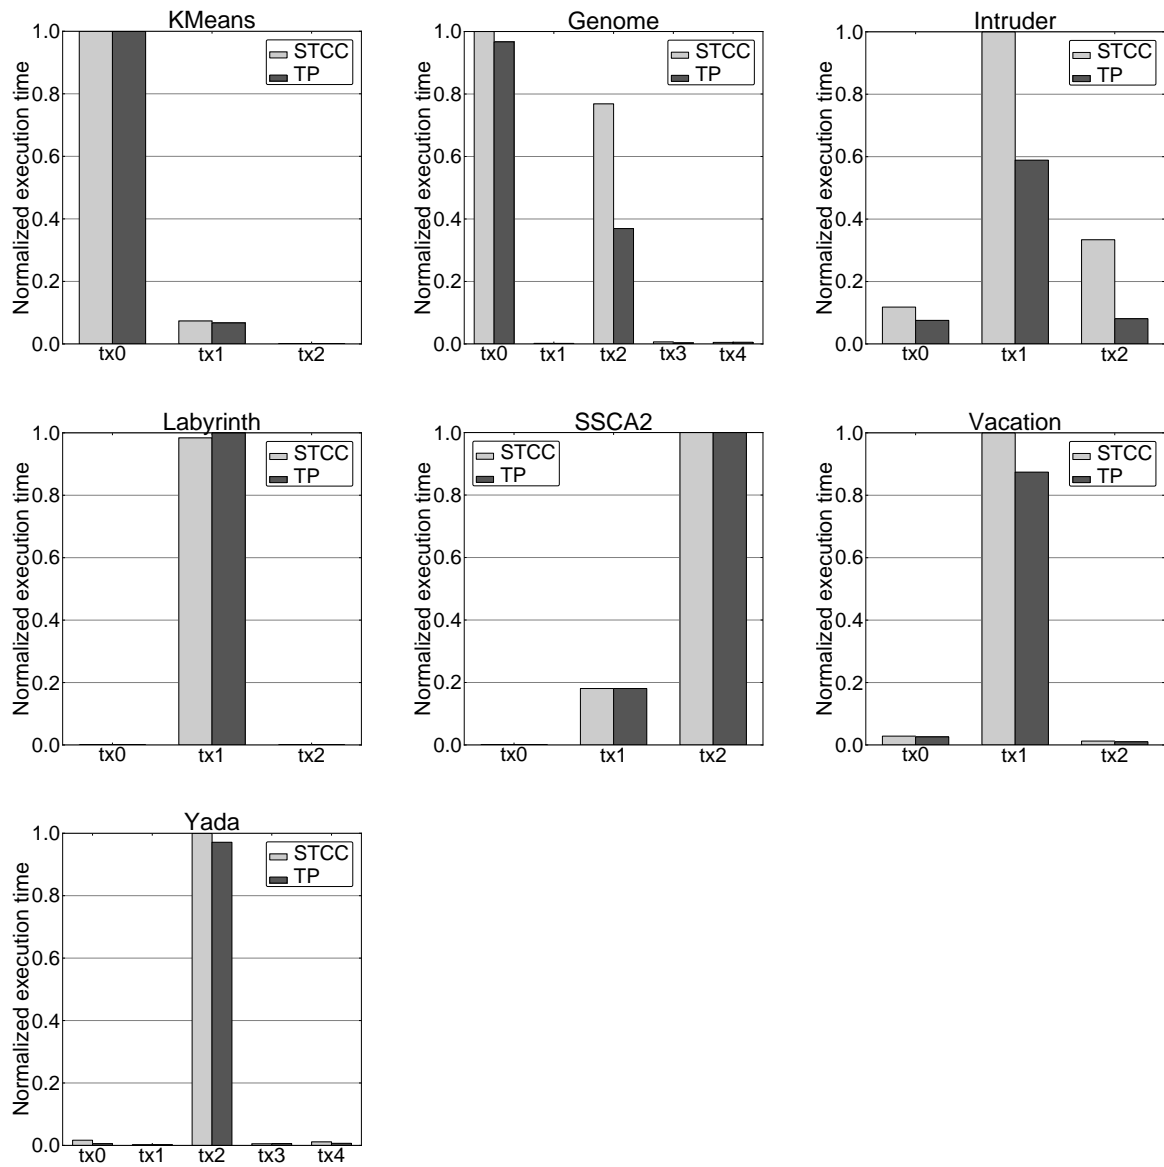 KMeans
Normalized execution time
1.0
0.8
0.6
0.4
0.2
0.0
STCC
TP
tx0 tx1 tx2
Genome
Normalized execution time
1.0
0.8
0.6
0.4
0.2
0.0
STCC
TP
tx0 tx1 tx2 tx3 tx4
Intruder
Normalized execution time
1.0
0.8
0.6
0.4
0.2
0.0
STCC
TP
tx0 tx1 tx2
Labyrinth
Normalized execution time
1.0
0.8
0.6
0.4
0.2
0.0
STCC
TP
tx0 tx1 tx2
SSCA2
Normalized execution time
1.0
0.8
0.6
0.4
0.2
0.0
STCC
TP
tx0 tx1 tx2
Vacation
Normalized execution time
1.0
0.8
0.6
0.4
0.2
0.0
STCC
TP
tx0 tx1 tx2
Yada
Normalized execution time
1.0
0.8
0.6
0.4
0.2
0.0
STCC
TP
tx0 tx1 tx2 tx3 tx4